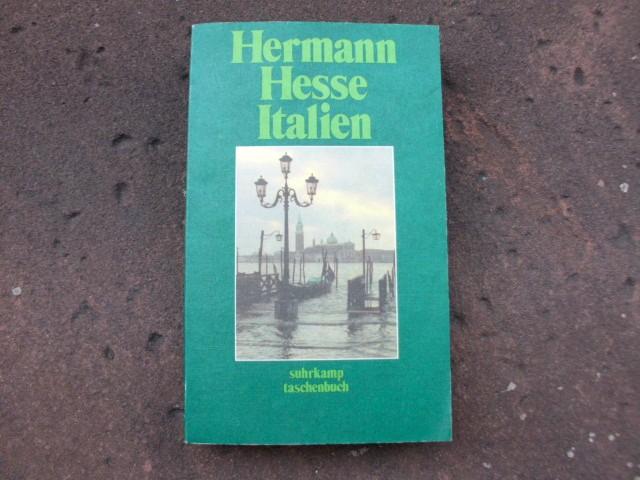 Hermann
Hesse
Italien
suhrkamp
taschenbuch